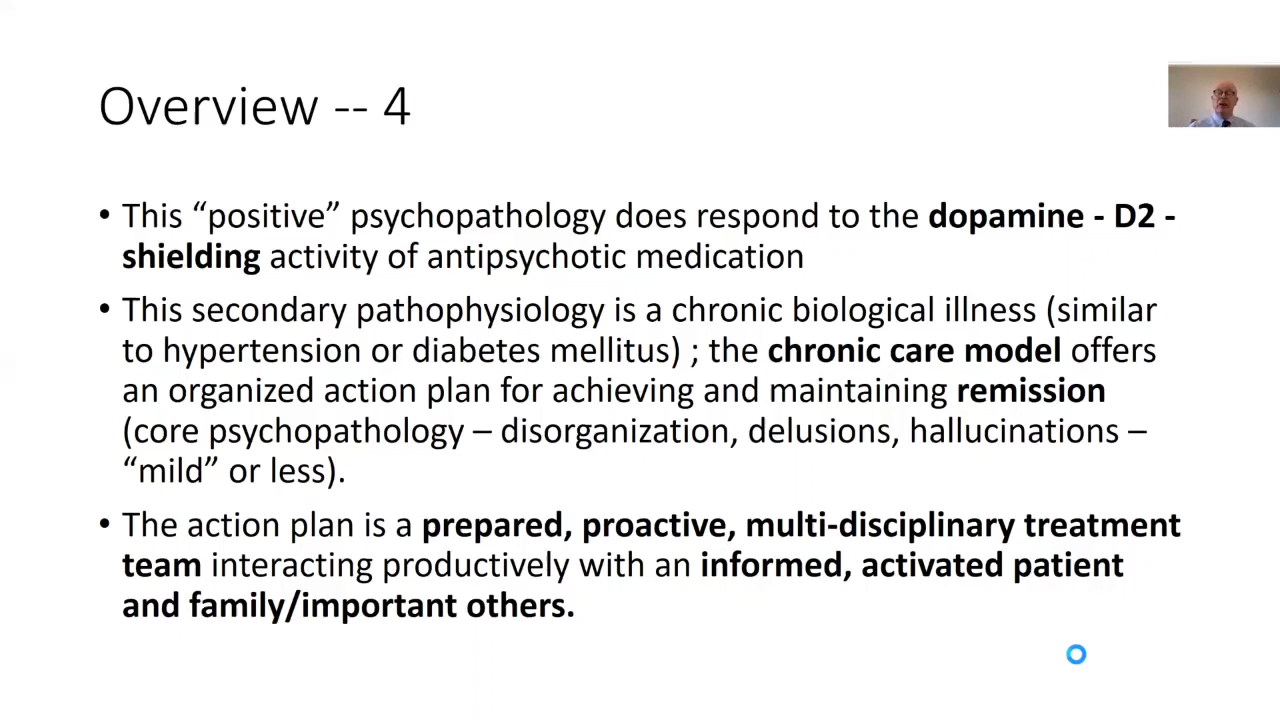 Overview -- 4
• This “positive” psychopathology does respond to the dopamine - D2 -
shielding activity of antipsychotic medication
• This secondary pathophysiology is a chronic biological illness (similar
to hypertension or diabetes mellitus) ; the chronic care model offers
an organized action plan for achieving and maintaining remission
(core psychopathology – disorganization, delusions, hallucinations –
“mild” or less).
• The action plan is a prepared, proactive, multi-disciplinary treatment
team interacting productively with an informed, activated patient
and family/important others.